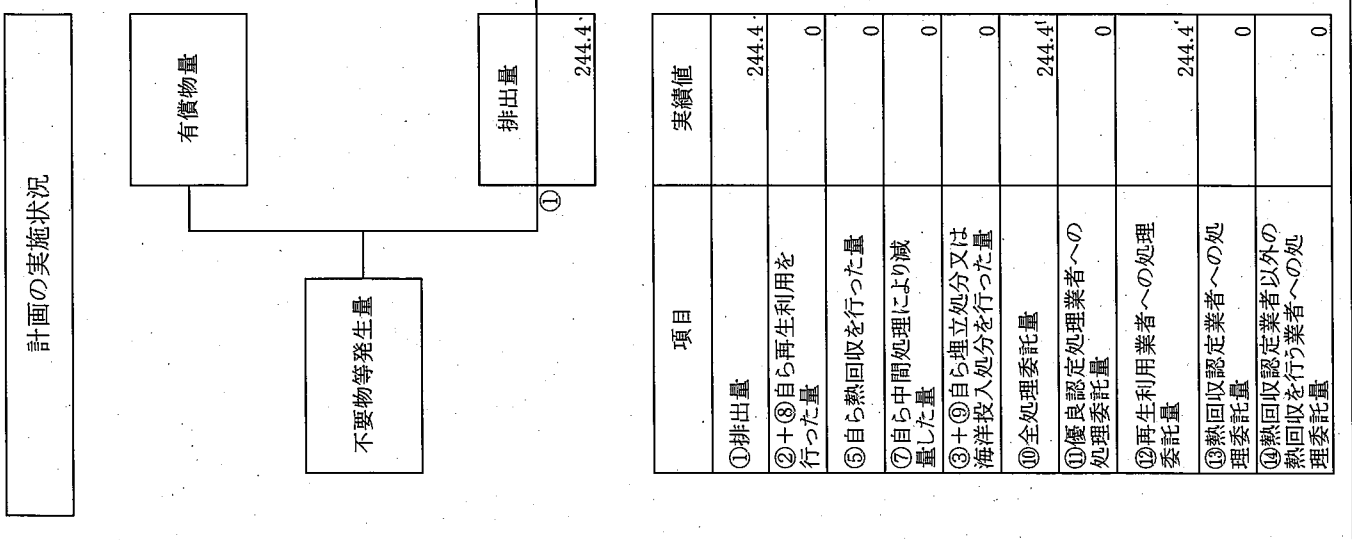 計画の実施状況
不要物等発生量
有償物量
①
排出量
244.4
項目
実績値
①排出量
244.4
②+⑧自ら再生利用を
行った量
0
⑤自ら熱回収を行った量
0
⑦自ら中間処理により減
量した量
0
③+⑨自ら埋立処分又は
海洋投入処分を行った量
0
⑩全処理委託量
244.4
⑪優良認定処理業者への
処理委託量
0
⑫再生利用業者への処理
委託量
244.4
⑬熱回収認定業者への処
理委託量
0
⑭熱回収認定業者以外の
熱回収を行う業者への処
理委託量
0